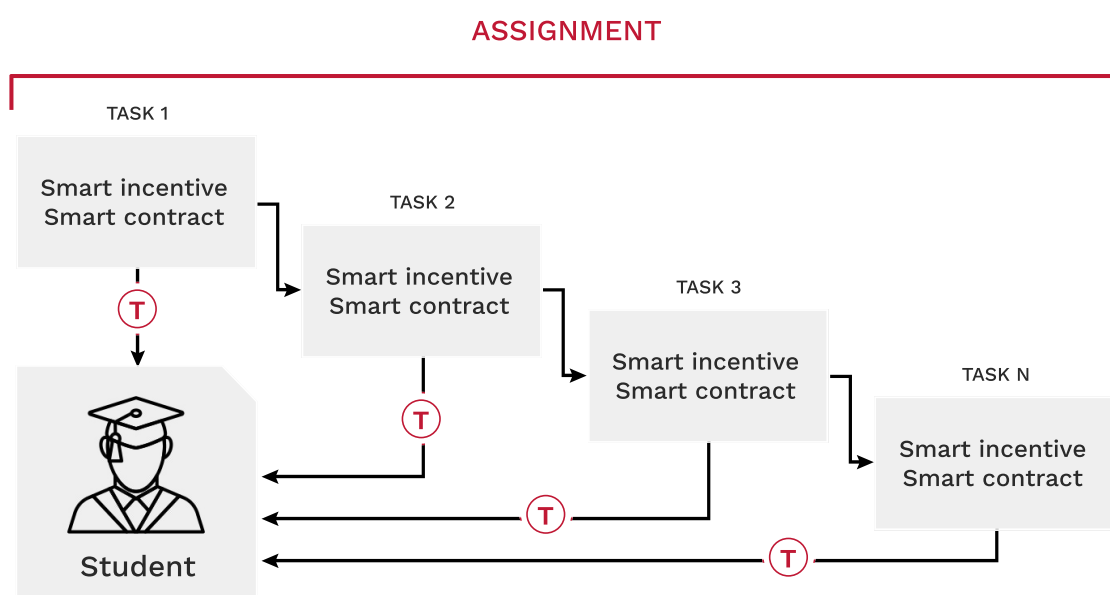 ASSIGNMENT
TASK 1
Smart incentive
Smart contract
TASK 2
Smart incentive
Smart contract
TASK 3
Smart incentive
Smart contract
TASK N
Smart incentive
Smart contract
T
T
T
T
Student